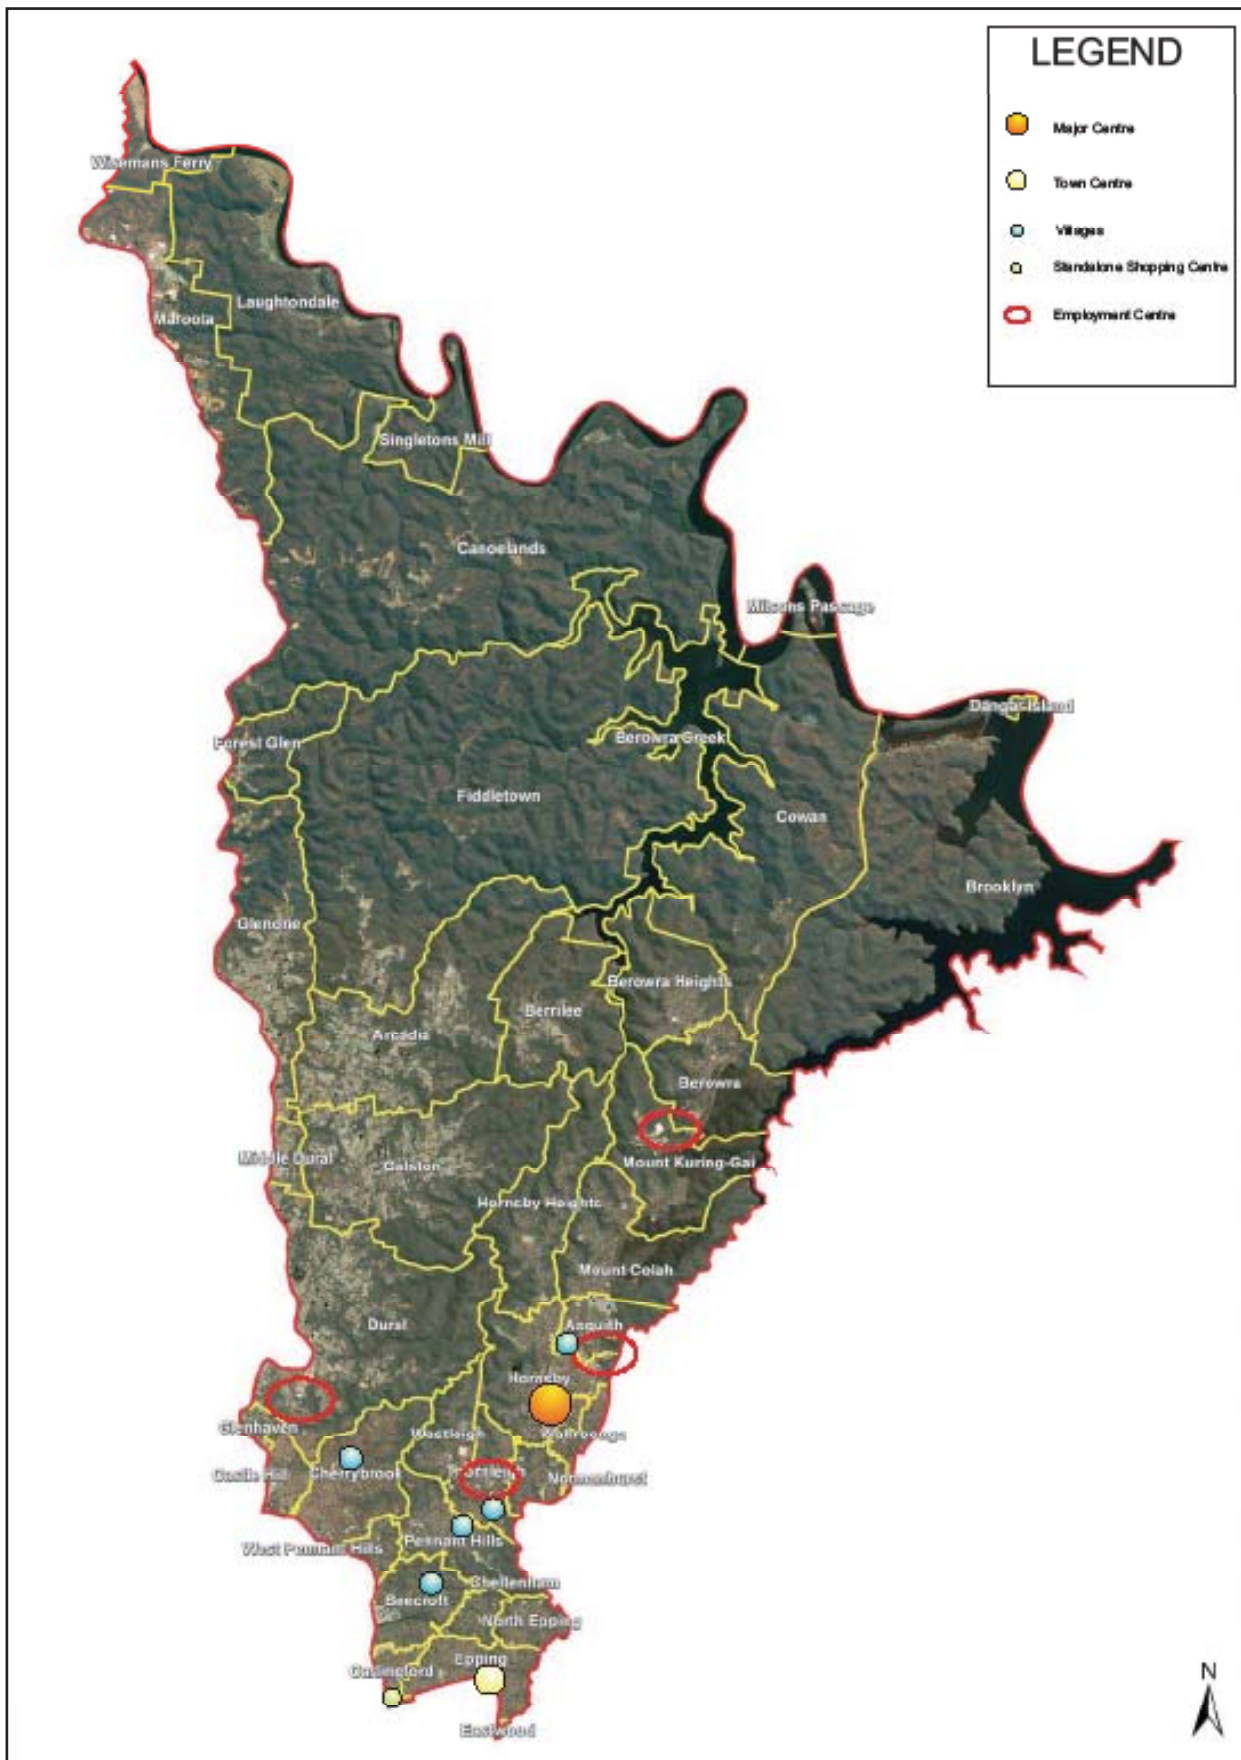 LEGEND
Major Centre
Town Centre
Villages
Standalone Shopping Centre
Employment Centre
Wisemans Ferry
Laughtondale
Maroota
Singletons Mill
Canoelands
Milsons Passage
Dangar Island
Forest Glen
Berowra Creek
Fiddletown
Cowan
Brooklyn
Glenorie
Berowra Heights
Berrilee
Arcadia
Berowra
Middle Dural
Galston
Mount Kuring-Gai
Hornsby Heights
Mount Colah
Dural
Asquith
Hornsby
Glenhaven
Westleigh
Wahroonga
Castle Hill
Cherrybrook
Thornleigh
Normanhurst
West Pennant Hills
Pennant Hills
Cheltenham
Beecroft
North Epping
Epping
Carlingford
Eastwood
N